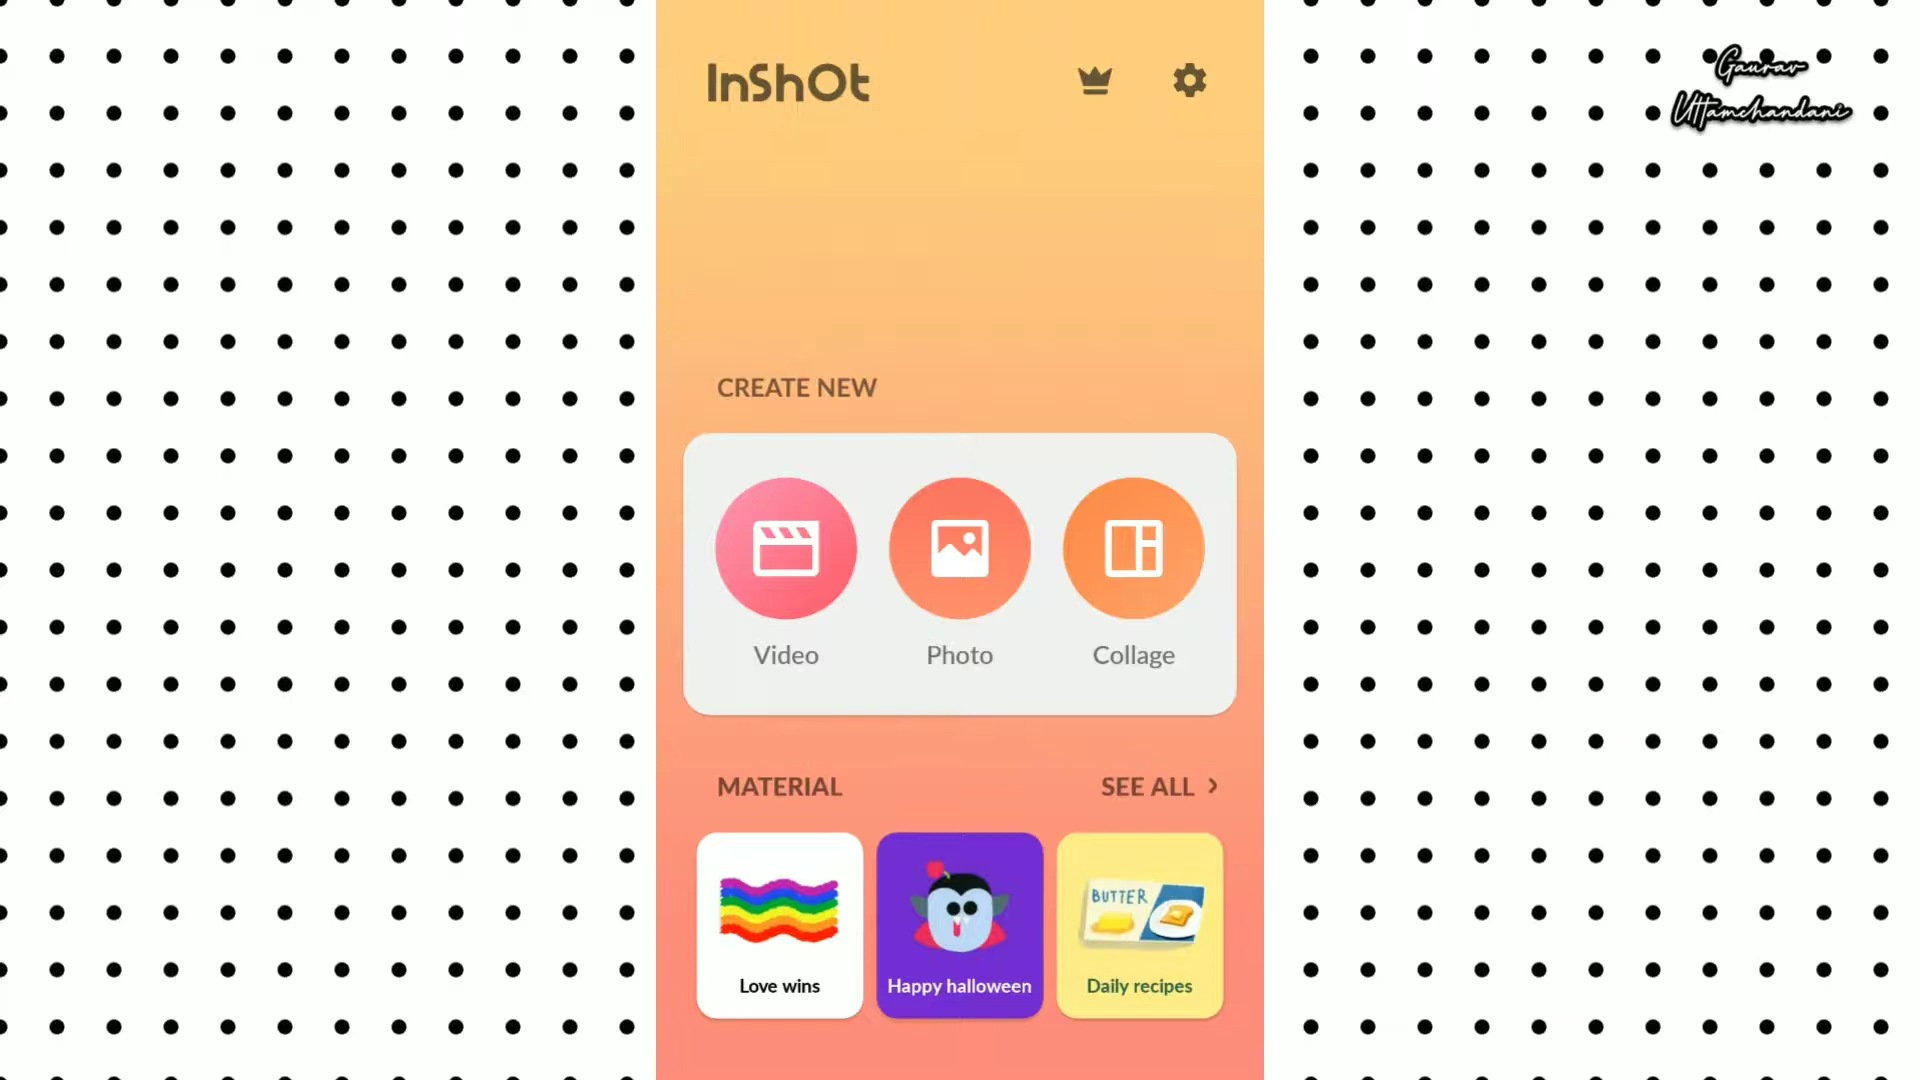 InShOt
Gaurav
Uttamchandani
CREATE NEW
Video
Photo
Collage
MATERIAL
SEE ALL >
BUTTER
Love wins
Happy halloween
Daily recipes